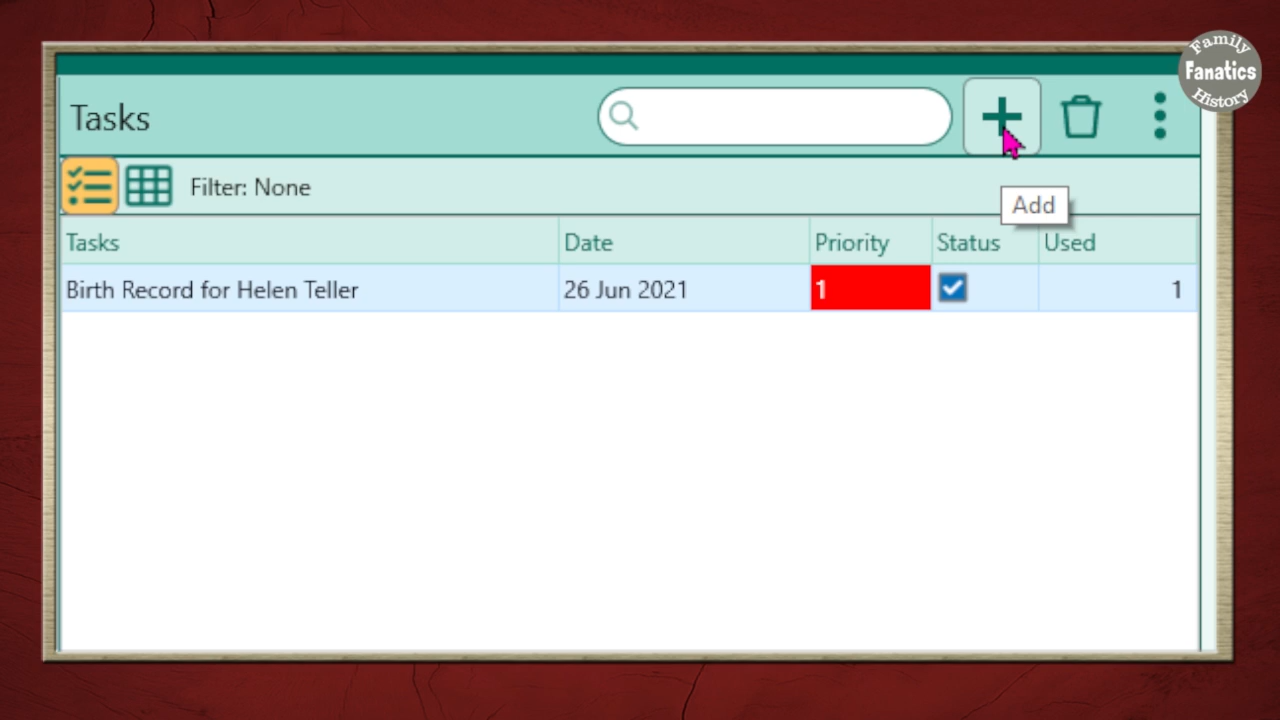 Family
Fanatics
History
Tasks
Add
Filter: None
Tasks Date Priority Status Used
Birth Record for Helen Teller 26 Jun 2021 1 1